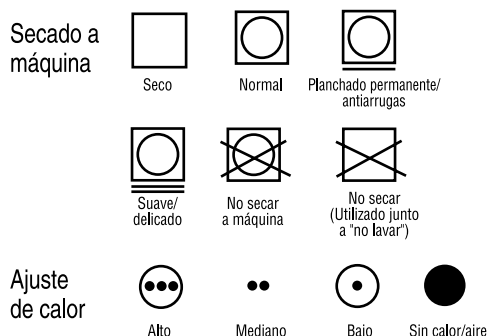 Secado a
máquina
Seco
Normal
Planchado permanente/
antiarrugas
Suave/
delicado
No secar
a máquina
No secar
(Utilizado junto
a "no lavar")
Ajuste
de calor
Alto
Mediano
Bajo
Sin calor/aire